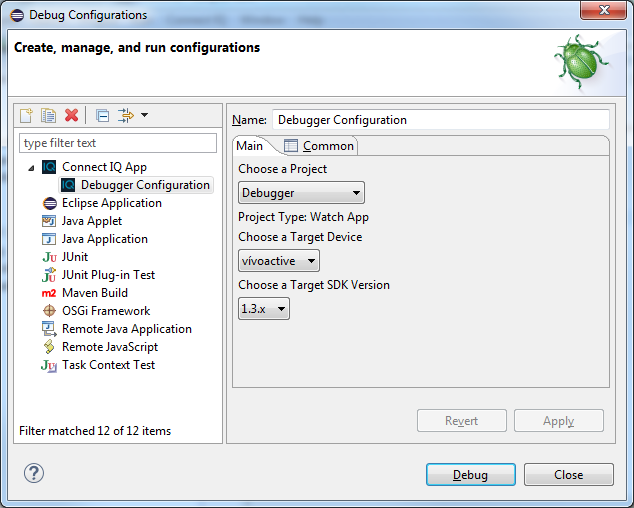 Debug Configurations
Create, manage, and run configurations
type filter text
Connect IQ App
Debugger Configuration
Eclipse Application
Java Applet
Java Application
JUnit
JUnit Plug-in Test
Maven Build
OSGi Framework
Remote Java Application
Remote JavaScript
Task Context Test
Filter matched 12 of 12 items
Name: Debugger Configuration
Main Common
Choose a Project
Debugger
Project Type: Watch App
Choose a Target Device
vívoactive
Choose a Target SDK Version
1.3.x
Revert Apply
Debug Close